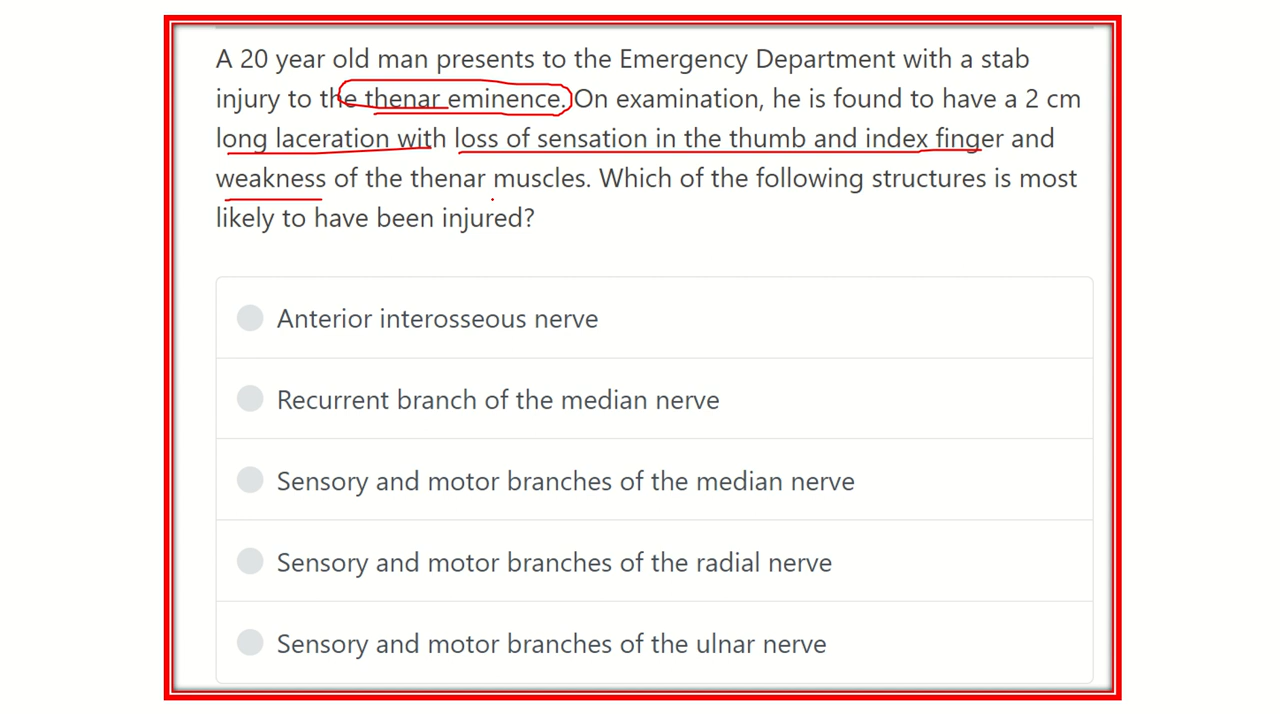 A 20 year old man presents to the Emergency Department with a stab
injury to the thenar eminence. On examination, he is found to have a 2 cm
long laceration with loss of sensation in the thumb and index finger and
weakness of the thenar muscles. Which of the following structures is most
likely to have been injured?
Anterior interosseous nerve
Recurrent branch of the median nerve
Sensory and motor branches of the median nerve
Sensory and motor branches of the radial nerve
Sensory and motor branches of the ulnar nerve